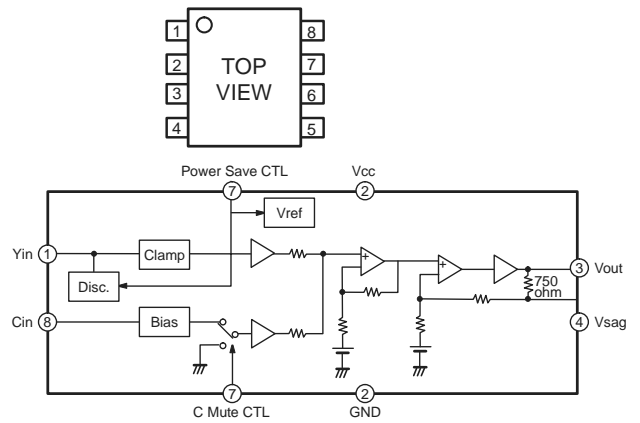 1 8
2 TOP 7
3 VIEW 6
4 5
Power Save CTL Vcc
7 2
Vref
Yin 1 Clamp + + 3 Vout
Disc. 750
ohm
Cin 8 Bias 4 Vsag
7 2
C Mute CTL GND